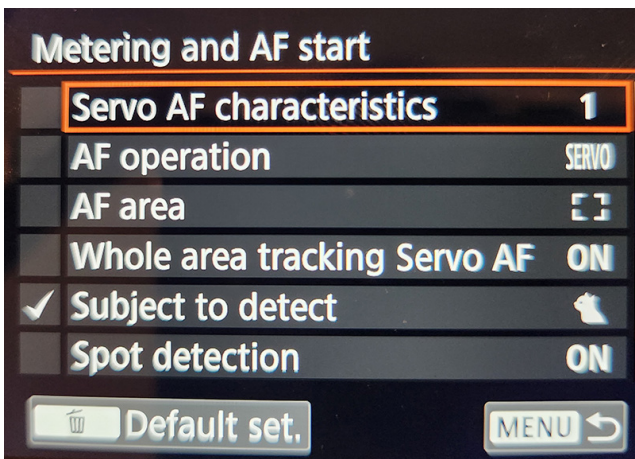 Metering and AF start
Servo AF characteristics 1
AF operation SERVO
AF area
Whole area tracking Servo AF ON
Subject to detect
Spot detection ON
Default set. MENU